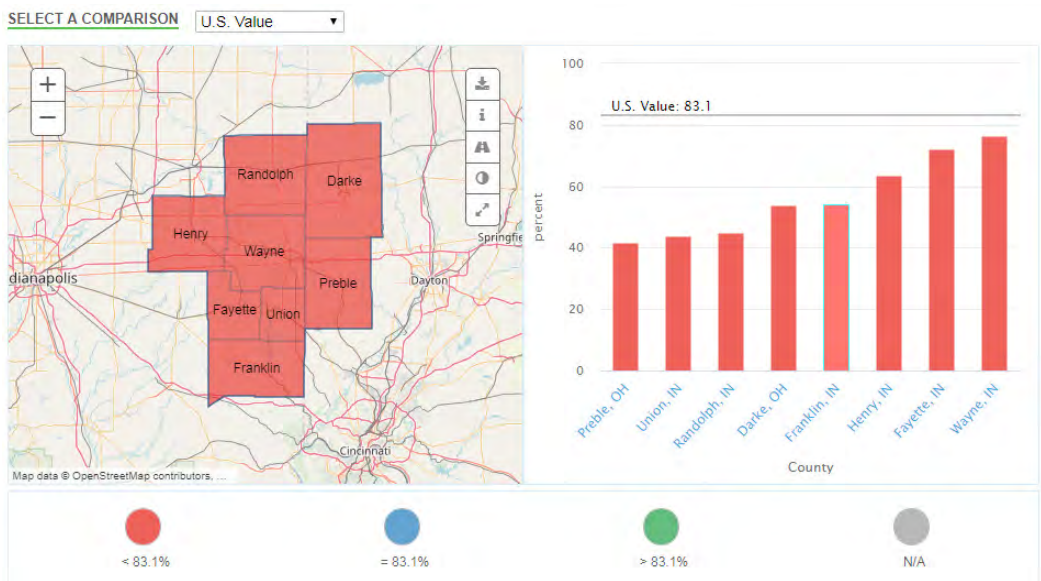 SELECT A COMPARISON
U.S. Value
+
−
i
Randolph
Darke
Henry
Wayne
Springfie
dianapolis
Preble
Dayton
Fayette
Union
Franklin
Cincinnati
Map data © OpenStreetMap contributors, ...
100
U.S. Value: 83.1
80
60
percent
40
20
0
Preble, OH
Union, IN
Randolph, IN
Darke, OH
Franklin, IN
Henry, IN
Fayette, IN
Wayne, IN
County
< 83.1%
= 83.1%
> 83.1%
N/A